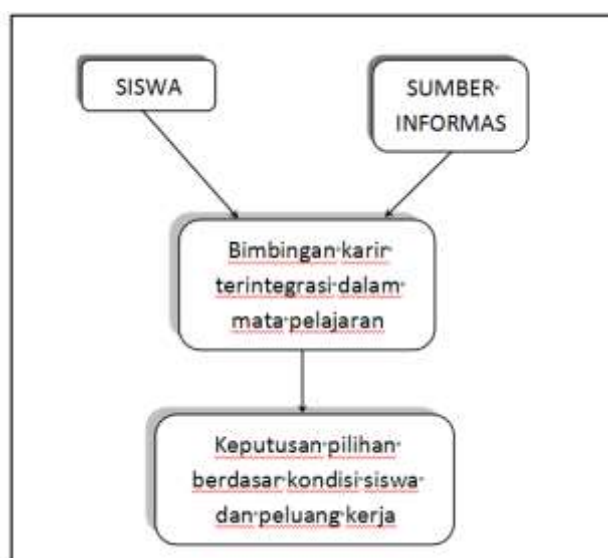 SISWA
SUMBER·
INFORMAS
Bimbingan·karir·
terintegrasi·dalam·
mata·pelajaran
Keputusan·pilihan·
berdasar·kondisi·siswa·
dan·peluang·kerja